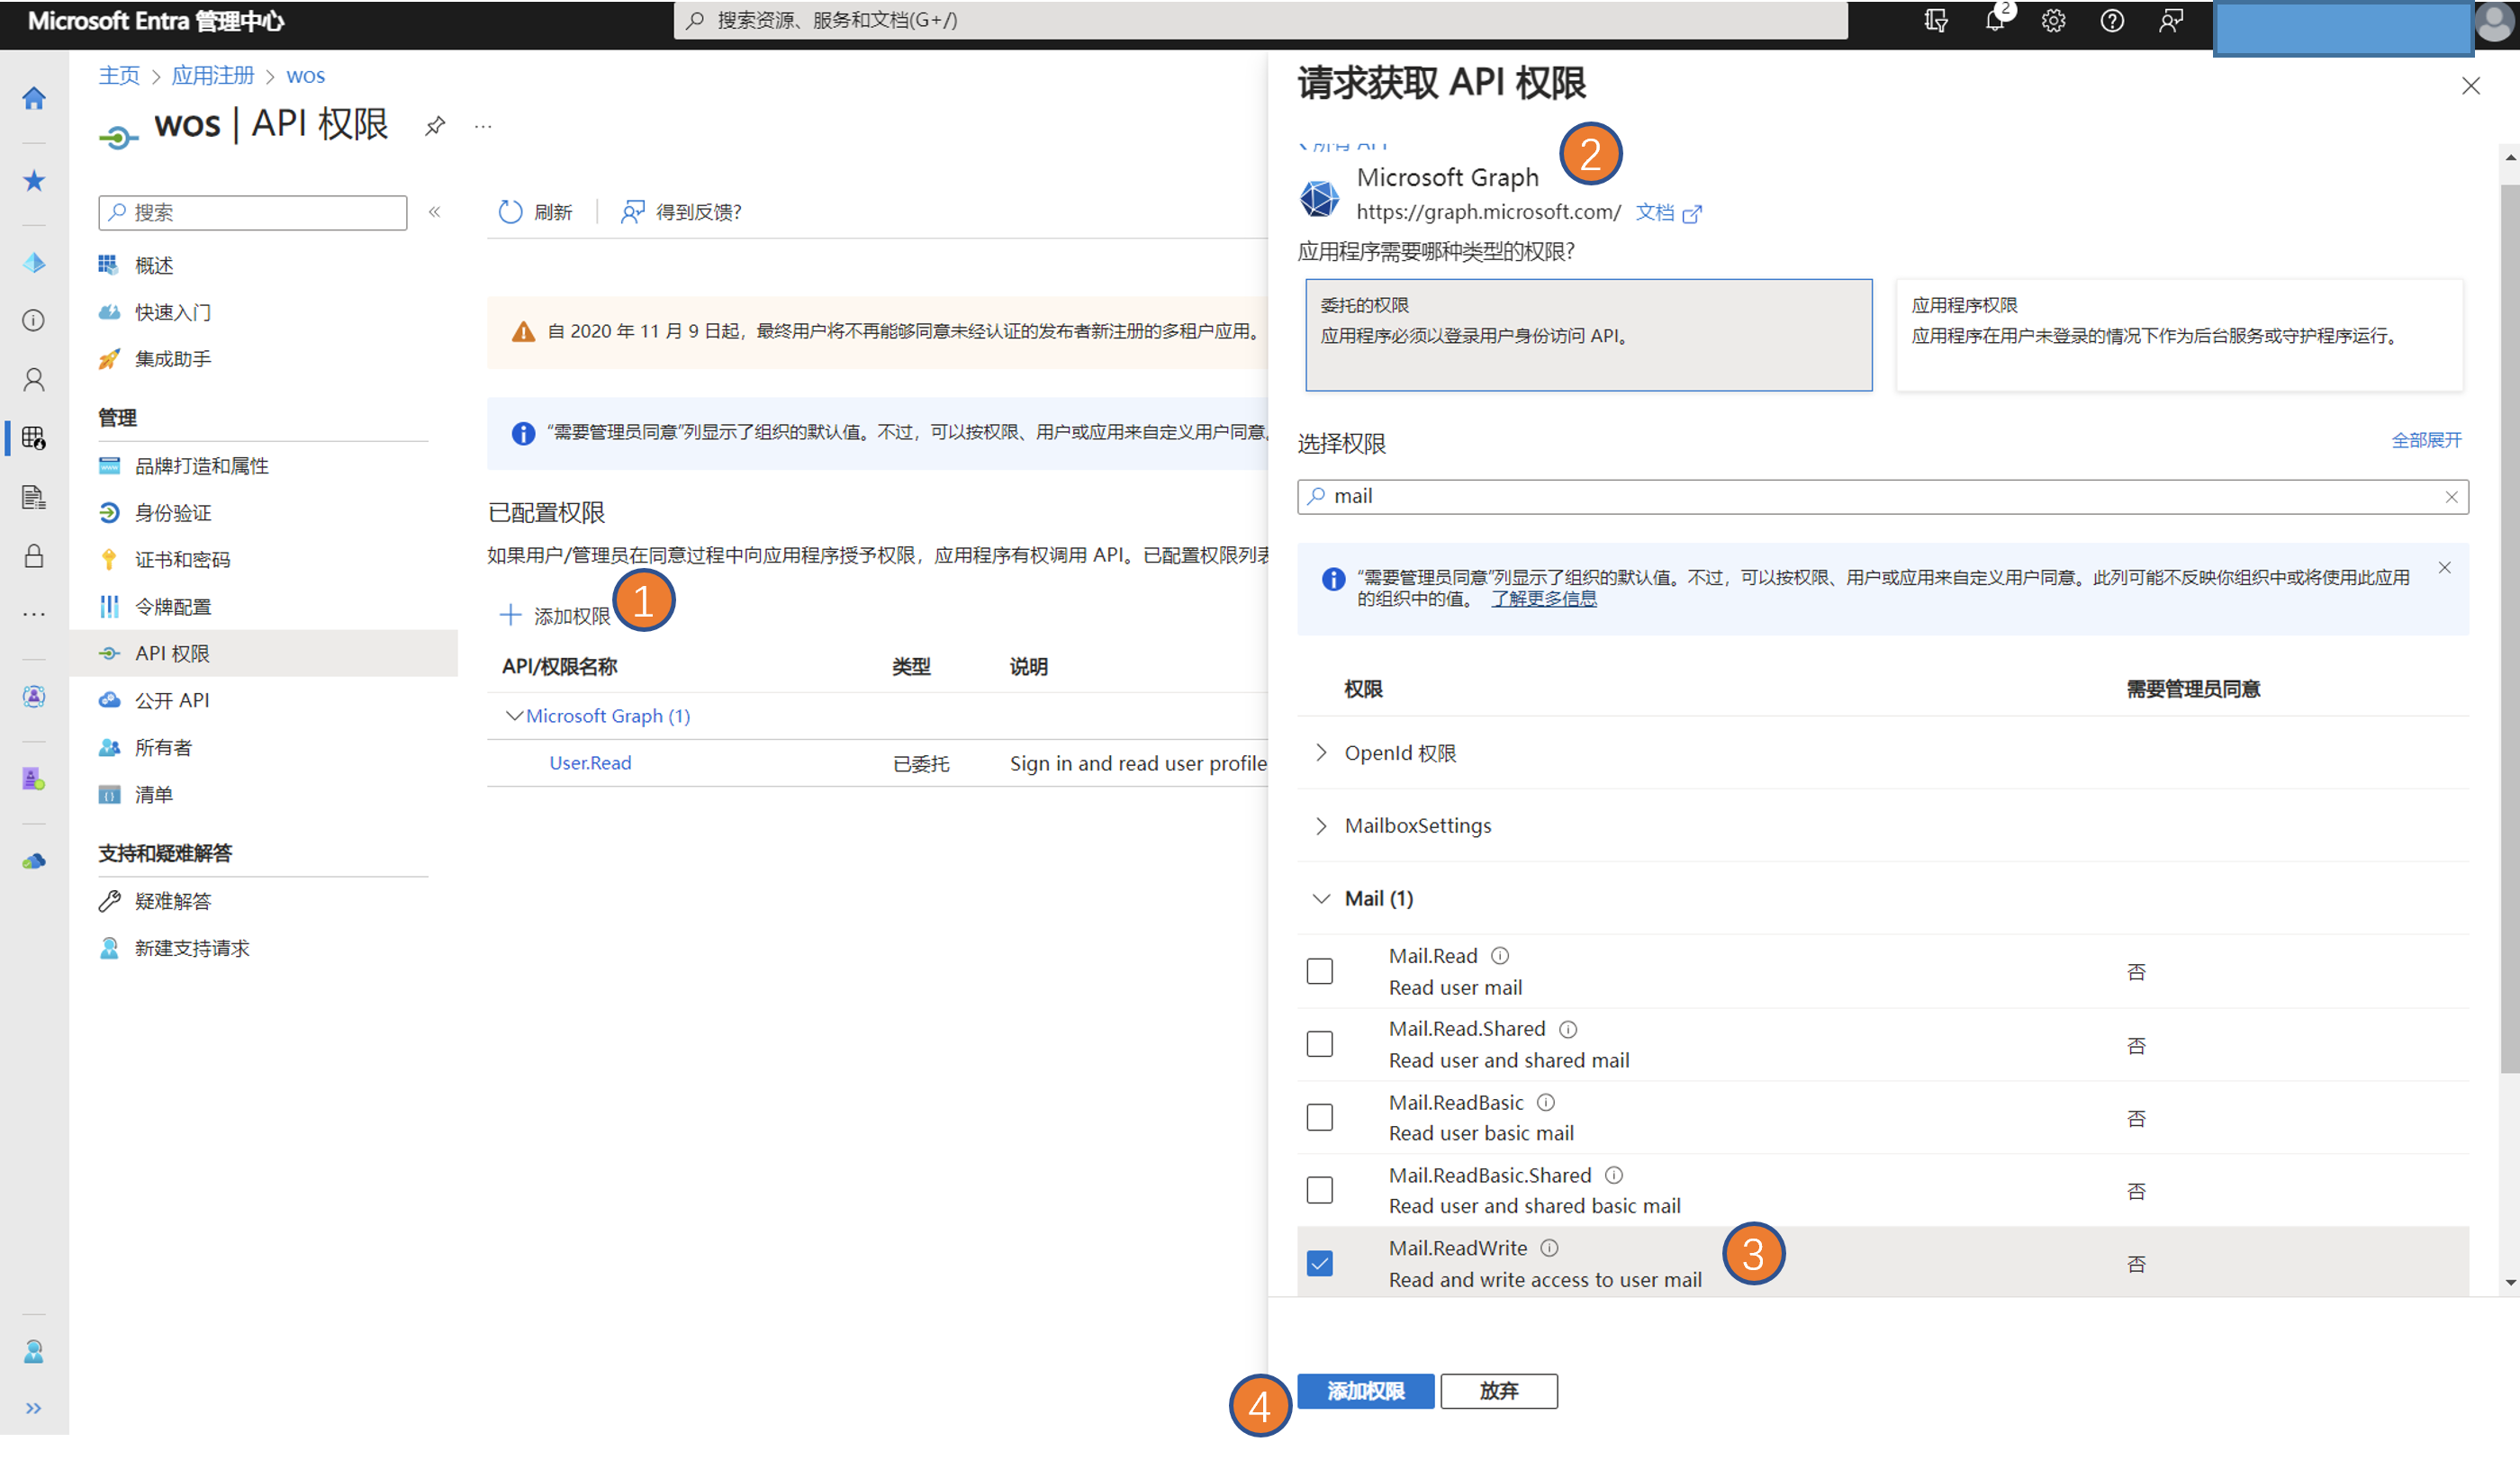 Microsoft Entra 管理中心
搜索资源、服务和文档(G+/)
2
主页 > 应用注册 > wos
wos | API 权限
搜索
概述
快速入门
集成助手
管理
品牌打造和属性
身份验证
证书和密码
令牌配置
API 权限
公开 API
所有者
清单
支持和疑难解答
疑难解答
新建支持请求
刷新
得到反馈?
自 2020 年 11 月 9 日起，最终用户将不再能够同意未经认证的发布者新注册的多租户应用。
“需要管理员同意”列显示了组织的默认值。不过，可以按权限、用户或应用来自定义用户同意。
已配置权限
如果用户/管理员在同意过程中向应用程序授予权限，应用程序有权调用 API。已配置权限列表
添加权限
1
API/权限名称 类型 说明
Microsoft Graph (1)
User.Read 已委托 Sign in and read user profile
请求获取 API 权限
所有 API
2
Microsoft Graph
https://graph.microsoft.com/ 文档
应用程序需要哪种类型的权限?
委托的权限
应用程序必须以登录用户身份访问 API。
应用程序权限
应用程序在用户未登录的情况下作为后台服务或守护程序运行。
选择权限 全部展开
mail
“需要管理员同意”列显示了组织的默认值。不过，可以按权限、用户或应用来自定义用户同意。此列可能不反映你组织中或将使用此应用
的组织中的值。 了解更多信息
权限 需要管理员同意
OpenId 权限
MailboxSettings
Mail (1)
Mail.Read
Read user mail
否
Mail.Read.Shared
Read user and shared mail
否
Mail.ReadBasic
Read user basic mail
否
Mail.ReadBasic.Shared
Read user and shared basic mail
否
Mail.ReadWrite
Read and write access to user mail
否
3
4
添加权限
放弃